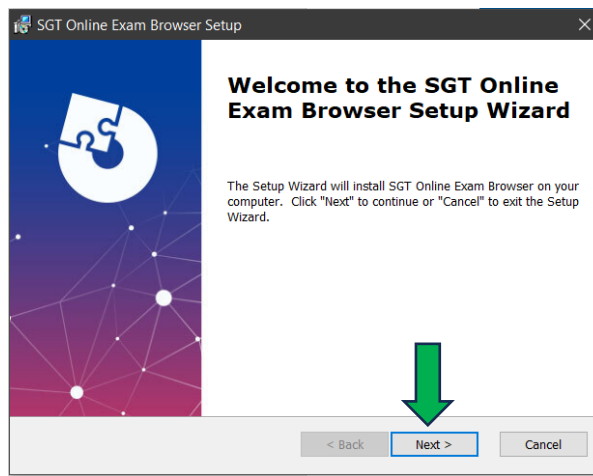 SGT Online Exam Browser Setup
Welcome to the SGT Online
Exam Browser Setup Wizard
The Setup Wizard will install SGT Online Exam Browser on your
computer. Click "Next" to continue or "Cancel" to exit the Setup
Wizard.
< Back Next > Cancel